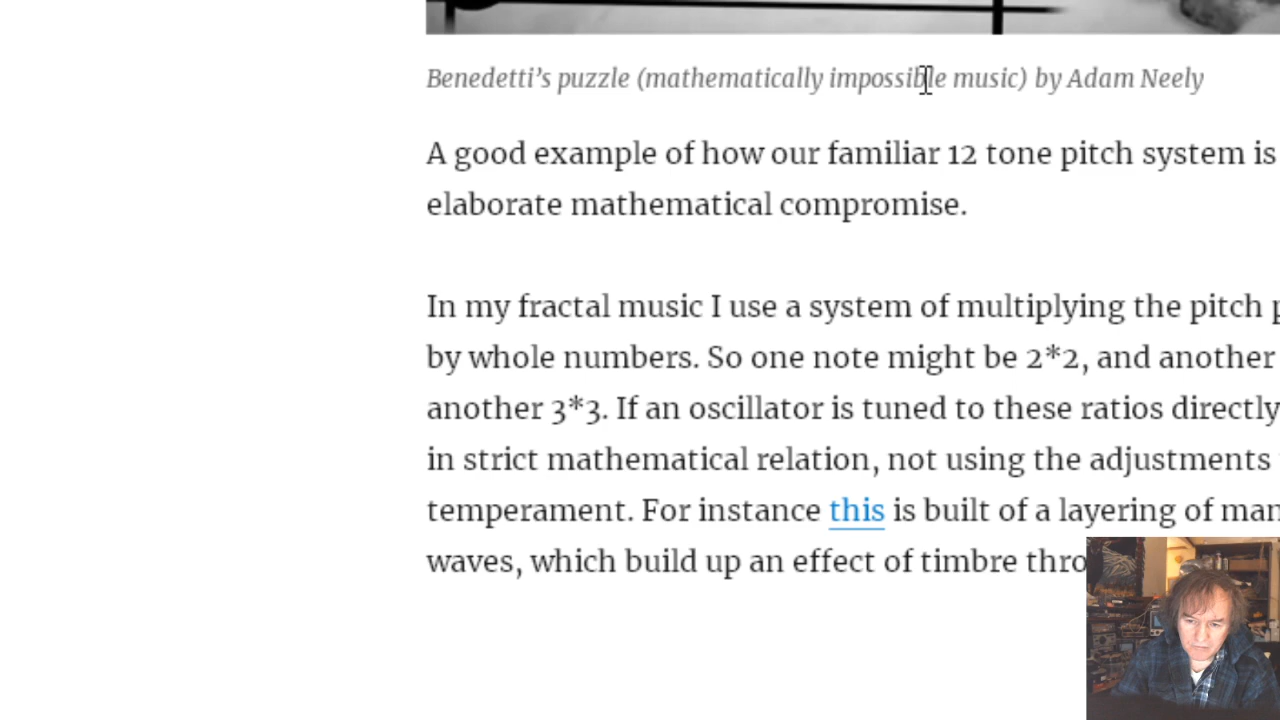 Benedetti’s puzzle (mathematically impossible music) by Adam Neely
A good example of how our familiar 12 tone pitch system is
elaborate mathematical compromise.
In my fractal music I use a system of multiplying the pitch
by whole numbers. So one note might be 2*2, and another
another 3*3. If an oscillator is tuned to these ratios directly
in strict mathematical relation, not using the adjustments
temperament. For instance this is built of a layering of
waves, which build up an effect of timbre